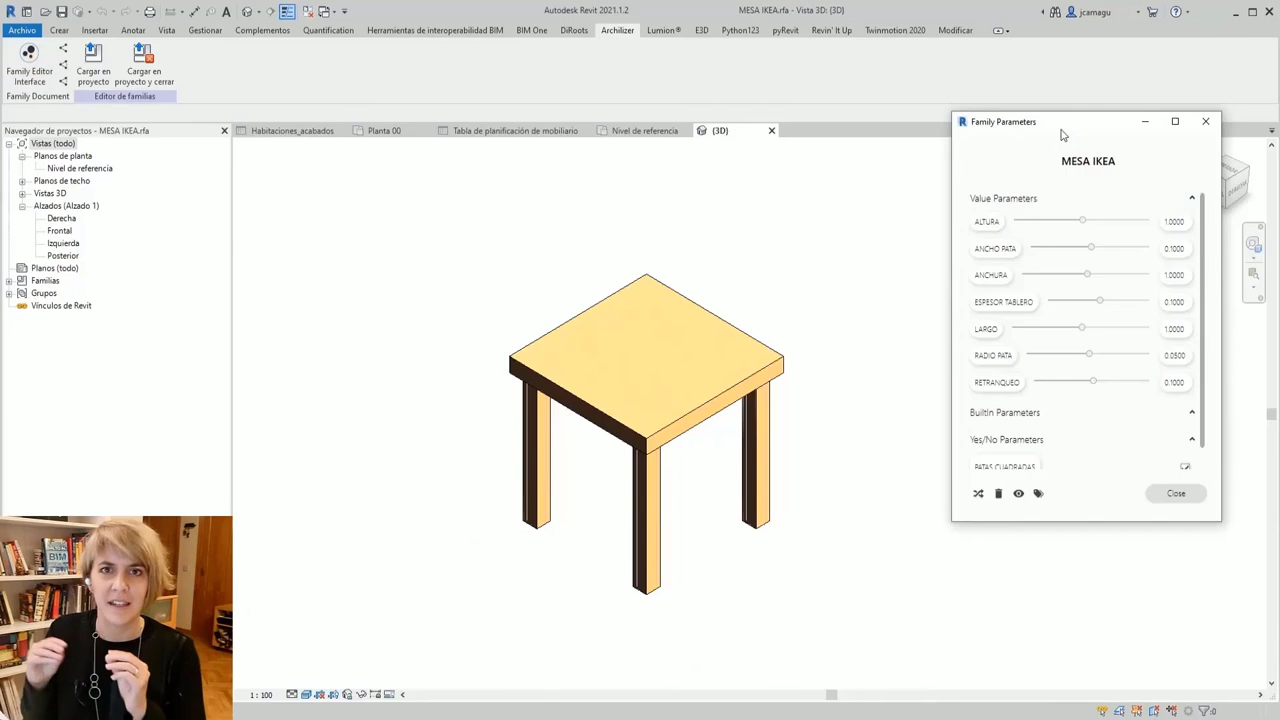 Autodesk Revit 2021.1.2
MESA IKEA.rfa - Vista 3D: {3D}
jcamagu
Archivo
Crear
Insertar
Anotar
Vista
Gestionar
Complementos
Quantification
Herramientas de interoperabilidad BIM
BIM One
DiRoots
Archilizer
Lumion®
E3D
Python123
pyRevit
Revin' It Up
Twinmotion 2020
Modificar
Family Editor
Interface
Cargar en
proyecto
Cargar en
proyecto y cerrar
Family Document
Editor de familias
Navegador de proyectos - MESA IKEA.rfa
Habitaciones_acabados
Planta 00
Tabla de planificación de mobiliario
Nivel de referencia
{3D}
Vistas (todo)
Planos de planta
Nivel de referencia
Planos de techo
Vistas 3D
Alzados (Alzado 1)
Derecha
Frontal
Izquierda
Posterior
Planos (todo)
Familias
Grupos
Vínculos de Revit
Family Parameters
MESA IKEA
Value Parameters
ALTURA 1.0000
ANCHO PATA 0.1000
ANCHURA 1.0000
ESPESOR TABLERO 0.1000
LARGO 1.0000
RADIO PATA 0.0500
RETRANQUEO 0.1000
BuiltIn Parameters
Yes/No Parameters
PATAS CUADRADAS
Close
BIM
1 : 100
:0